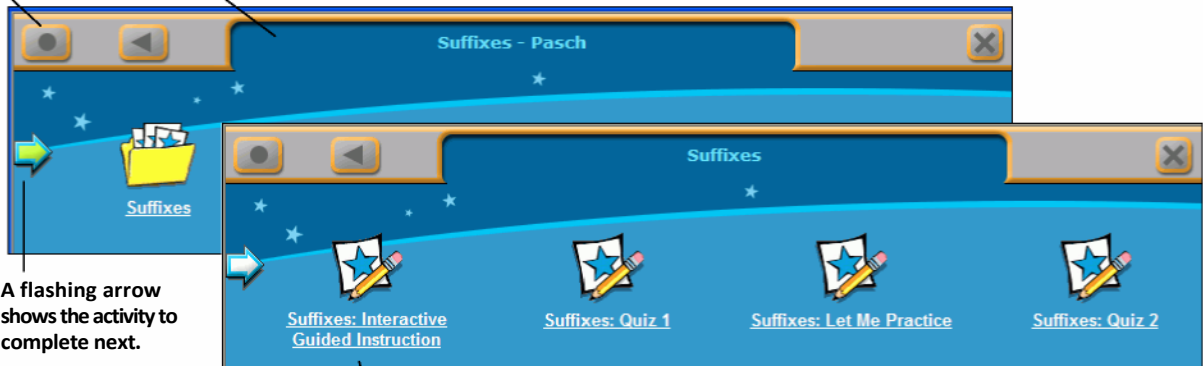 Suffixes - Pasch
Suffixes
A flashing arrow
shows the activity to
complete next.
Suffixes
Suffixes: Interactive
Guided Instruction
Suffixes: Quiz 1
Suffixes: Let Me Practice
Suffixes: Quiz 2